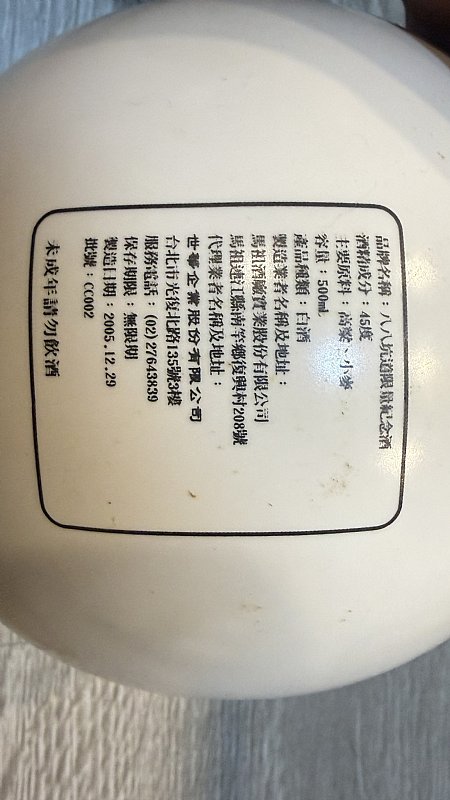 品牌名稱：八八坑道限量紀念酒
酒精成分：45度
主要原料：高粱、小麥
容量：500ml
產品種類：白酒
製造業者名稱及地址：
馬祖酒廠實業股份有限公司
馬祖連江縣南竿鄉復興村208號
代理業者名稱及地址：
世華企業股份有限公司
台北市光復北路135號3樓
服務電話：(02)27643839
保存期限：無限期
製造日期：2005.12.29
批號：CC002
未成年請勿飲酒